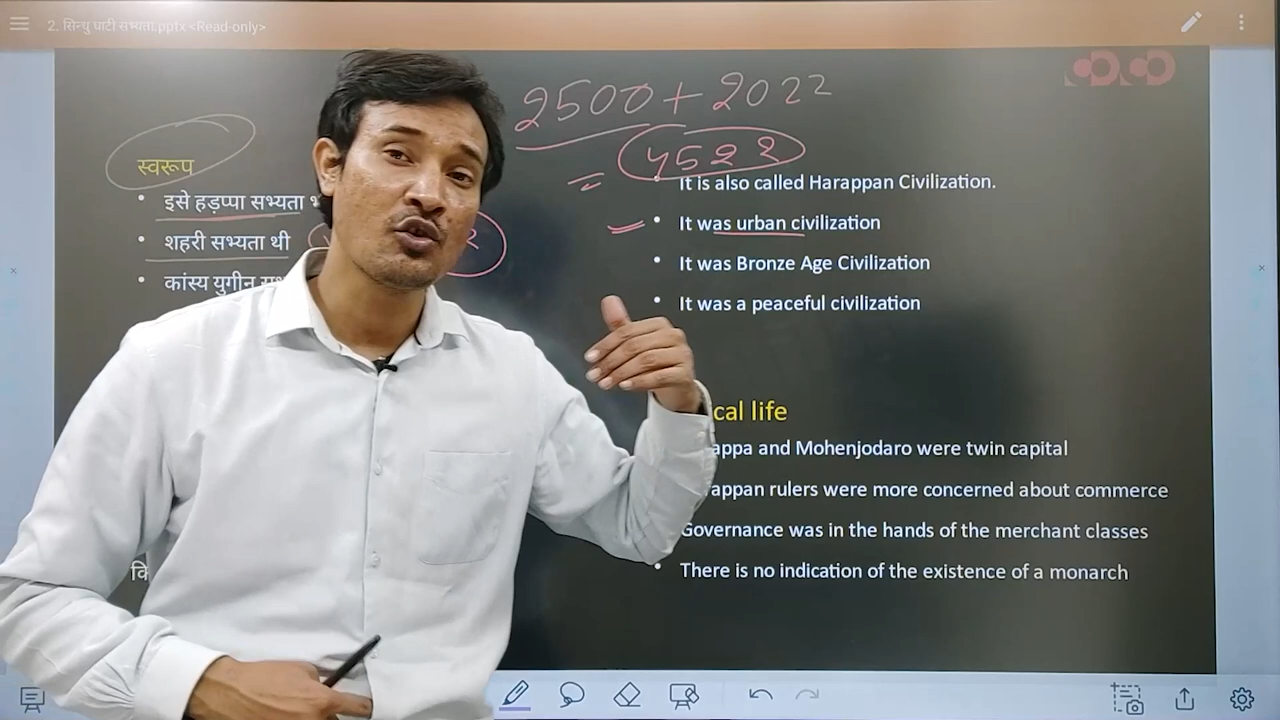 2. सिन्धु घाटी सभ्यता.pptx <Read-only>
2500+2022
4522
स्वरूप
इसे हड़प्पा सभ्यता
शहरी सभ्यता थी
कांस्य युगीन
It is also called Harappan Civilization.
It was urban civilization
It was Bronze Age Civilization
It was a peaceful civilization
cal life
appa and Mohenjodaro were twin capital
appan rulers were more concerned about commerce
Governance was in the hands of the merchant classes
There is no indication of the existence of a monarch